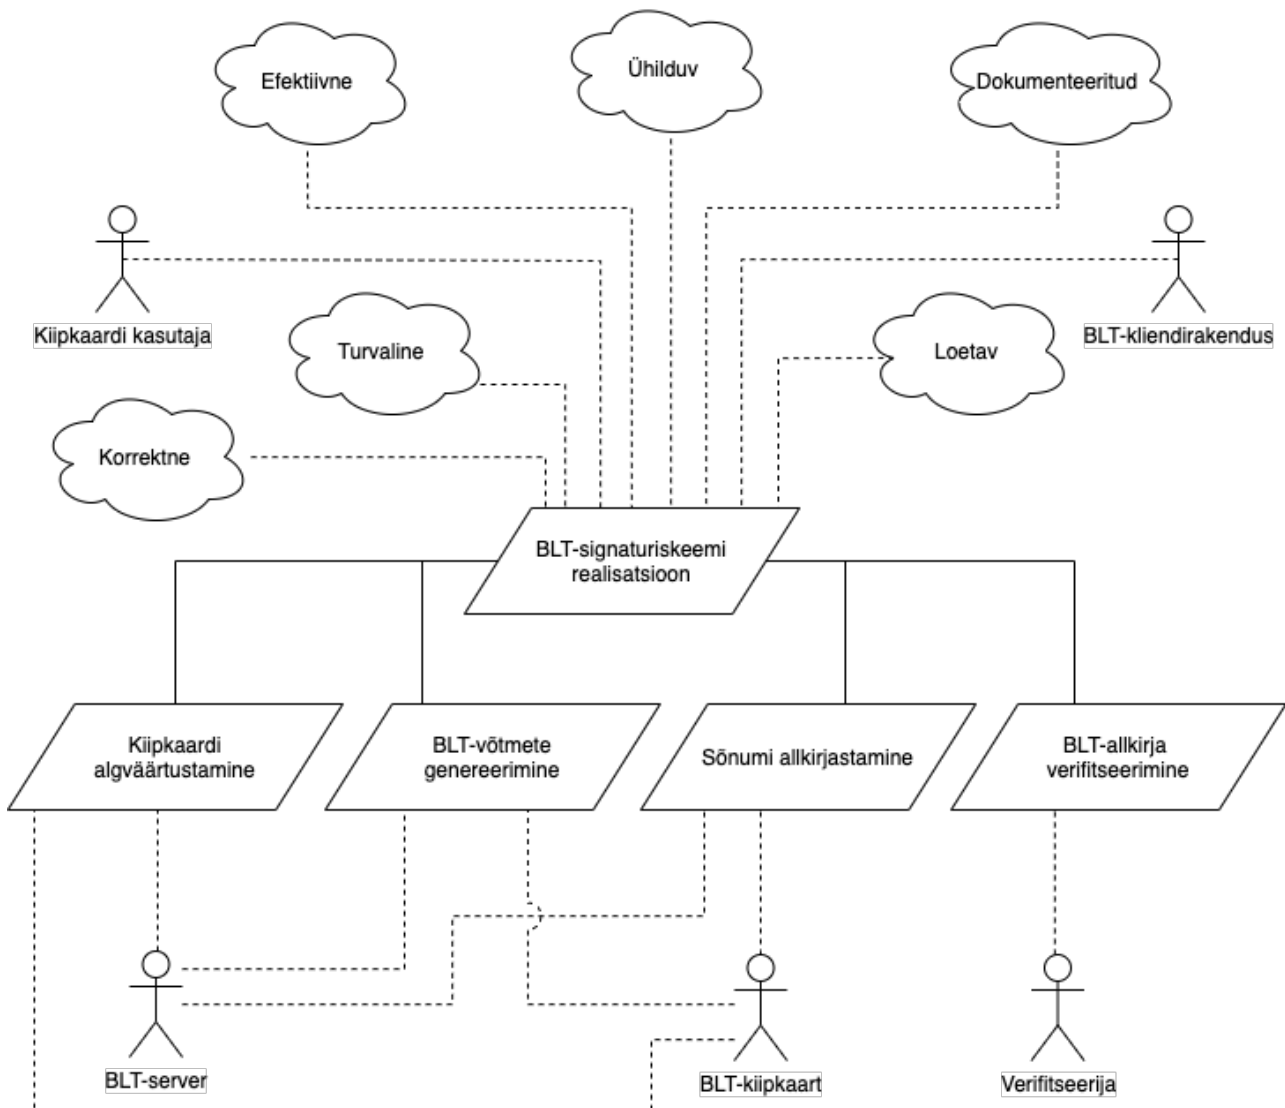 Efektiivne
Ühilduv
Dokumenteeritud
Kiipkaardi kasutaja
BLT-kliendirakendus
Turvaline
Loetav
Korrektne
BLT-signaturiskeemi
realisatsioon
Kiipkaardi
algväärtustamine
BLT-võtmete
genereerimine
Sõnumi allkirjastamine
BLT-allkirja
verifitseerimine
BLT-server
BLT-kiipkaart
Verifitseerija